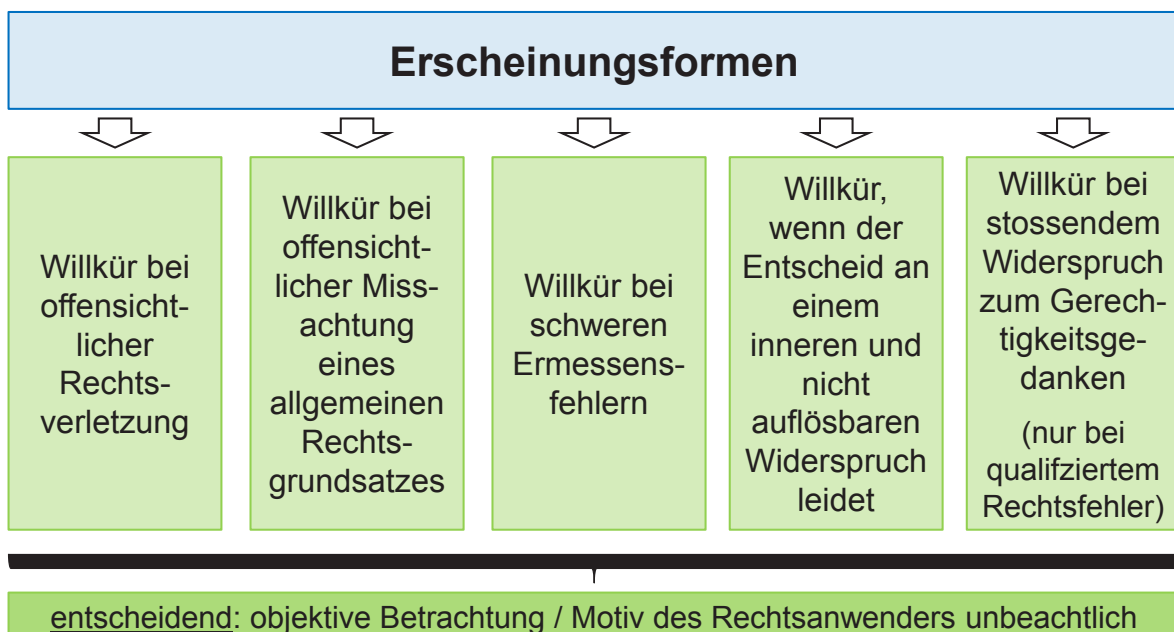 Erscheinungsformen
Willkür bei
offensicht-
licher
Rechts-
verletzung
Willkür bei
offensicht-
licher Miss-
achtung
eines
allgemeinen
Rechts-
grundsatzes
Willkür bei
schweren
Ermessens-
fehlern
Willkür,
wenn der
Entscheid an
einem
inneren und
nicht
auflösbaren
Widerspruch
leidet
Willkür bei
stossendem
Widerspruch
zum Gerech-
tigkeitsge-
danken
(nur bei
qualifziertem
Rechtsfehler)
entscheidend: objektive Betrachtung / Motiv des Rechtsanwenders unbeachtlich